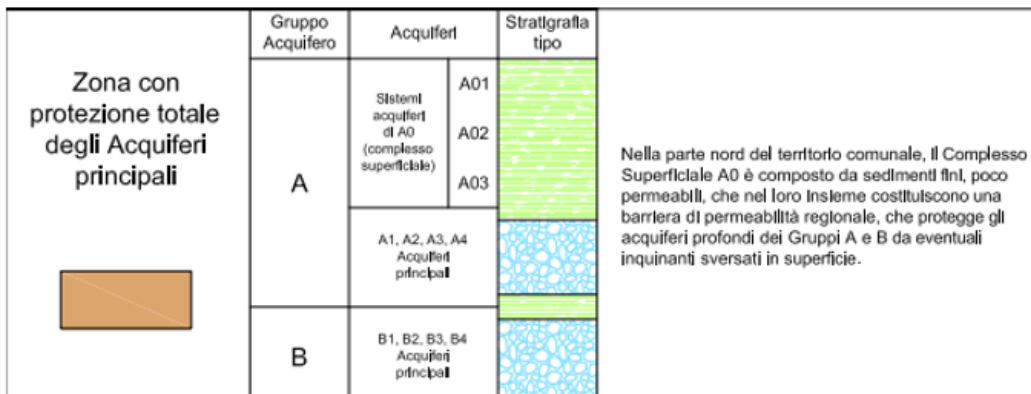 Gruppo
Acquifero
Acquiferi
Stratigrafia
tipo
Zona con
protezione totale
degli Acquiferi
principali
A
Sistemi
acquiferi
di A0
(complesso
superficiale)
A01
A02
A03
A1, A2, A3, A4
Acquiferi
principali
B
B1, B2, B3, B4
Acquiferi
principali
Nella parte nord del territorio comunale, il Complesso
Superficiale A0 è composto da sedimenti fini, poco
permeabili, che nel loro insieme costituiscono una
barriera di permeabilità regionale, che protegge gli
acquiferi profondi dei Gruppi A e B da eventuali
inquinanti sversati in superficie.